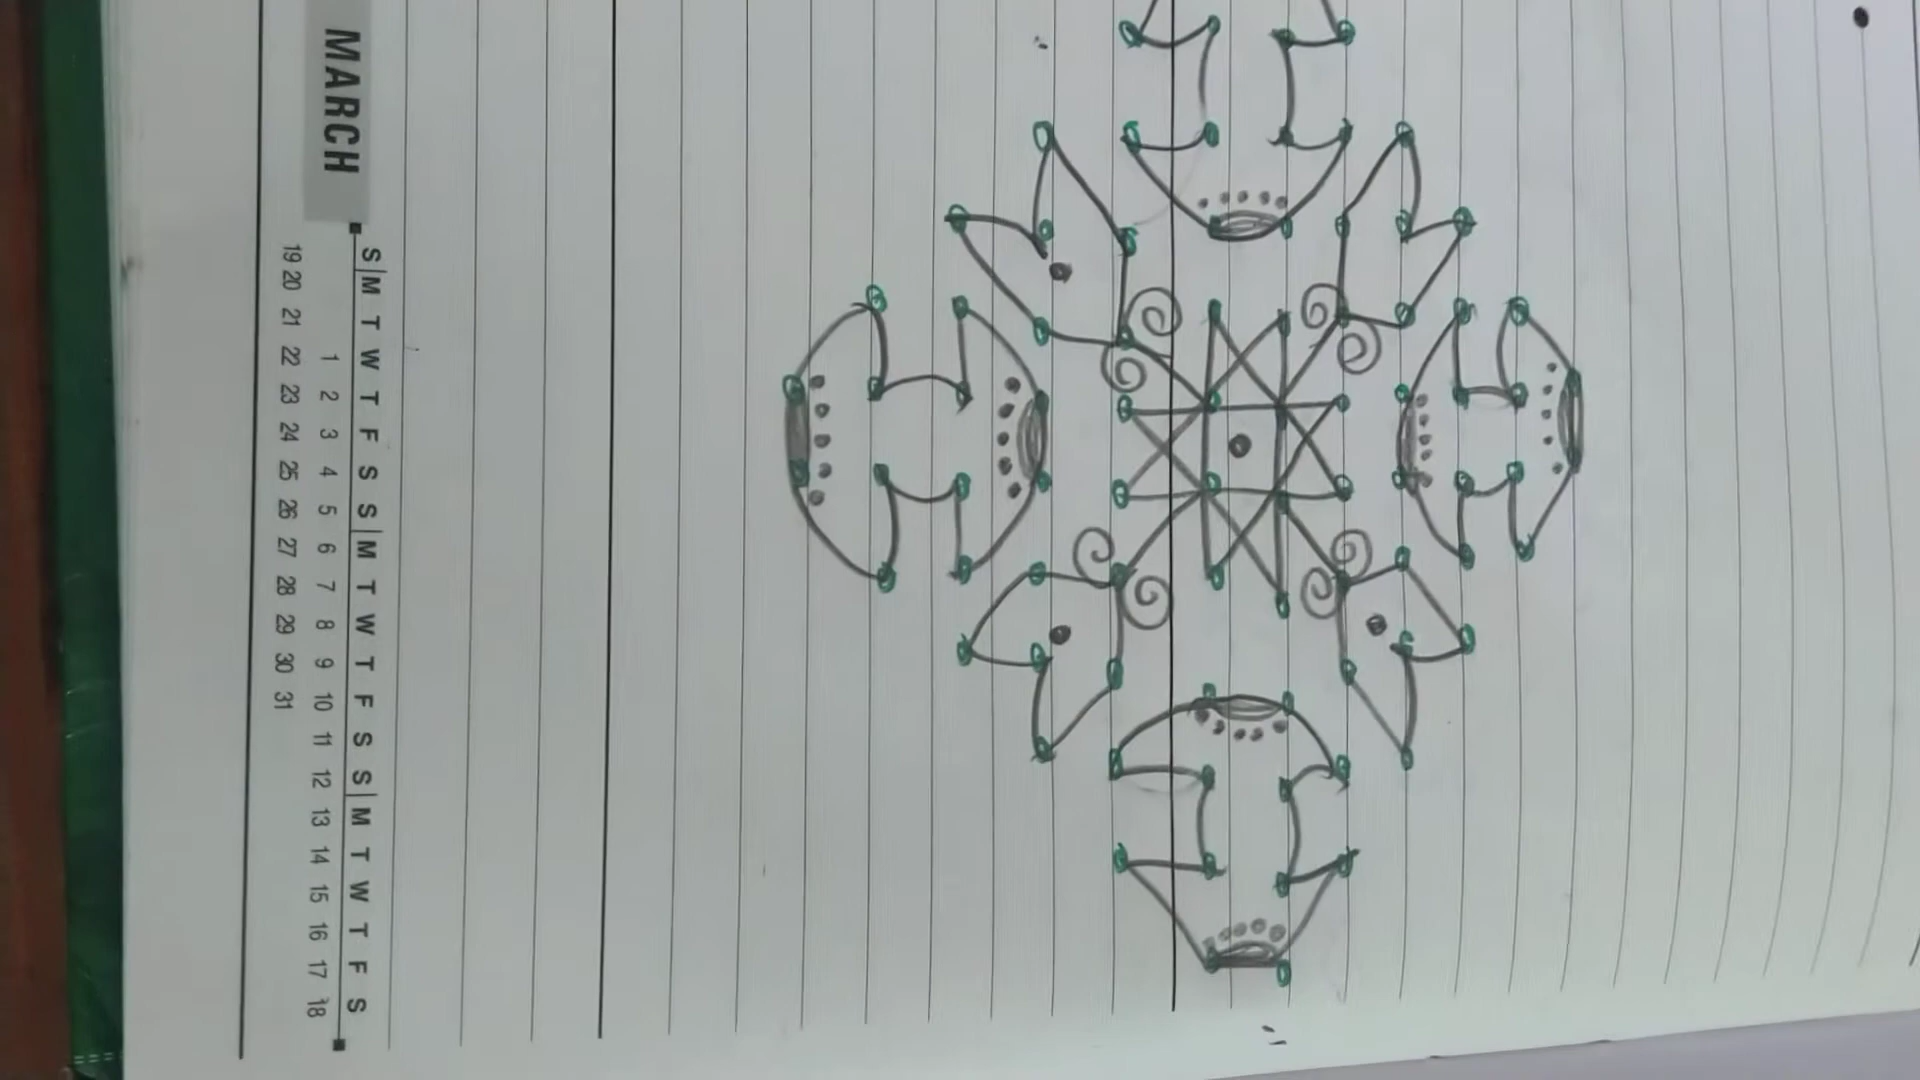 MARCH
S M T W T F S S M T W T F S S M T W T F S
1 2 3 4 5 6 7 8 9 10 11 12 13 14 15 16 17 18
19 20 21 22 23 24 25 26 27 28 29 30 31